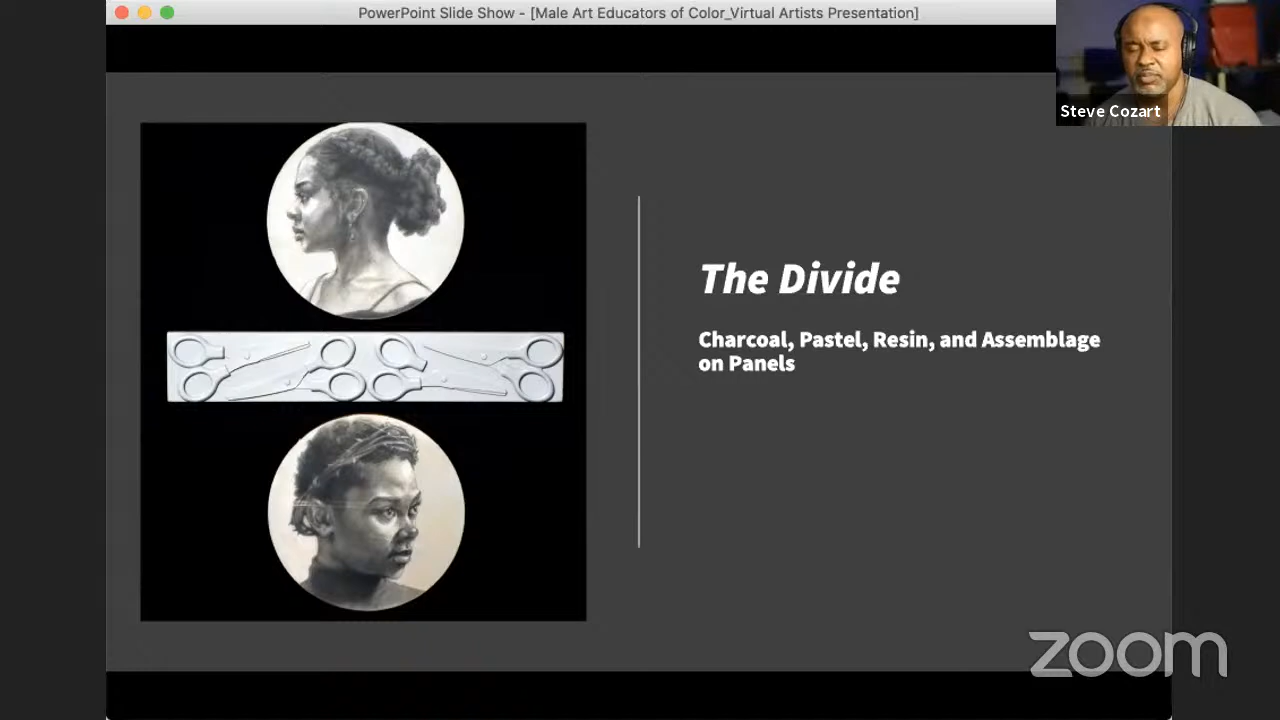 PowerPoint Slide Show - [Male Art Educators of Color_Virtual Artists Presentation]
Steve Cozart
The Divide
Charcoal, Pastel, Resin, and Assemblage
on Panels
zoom